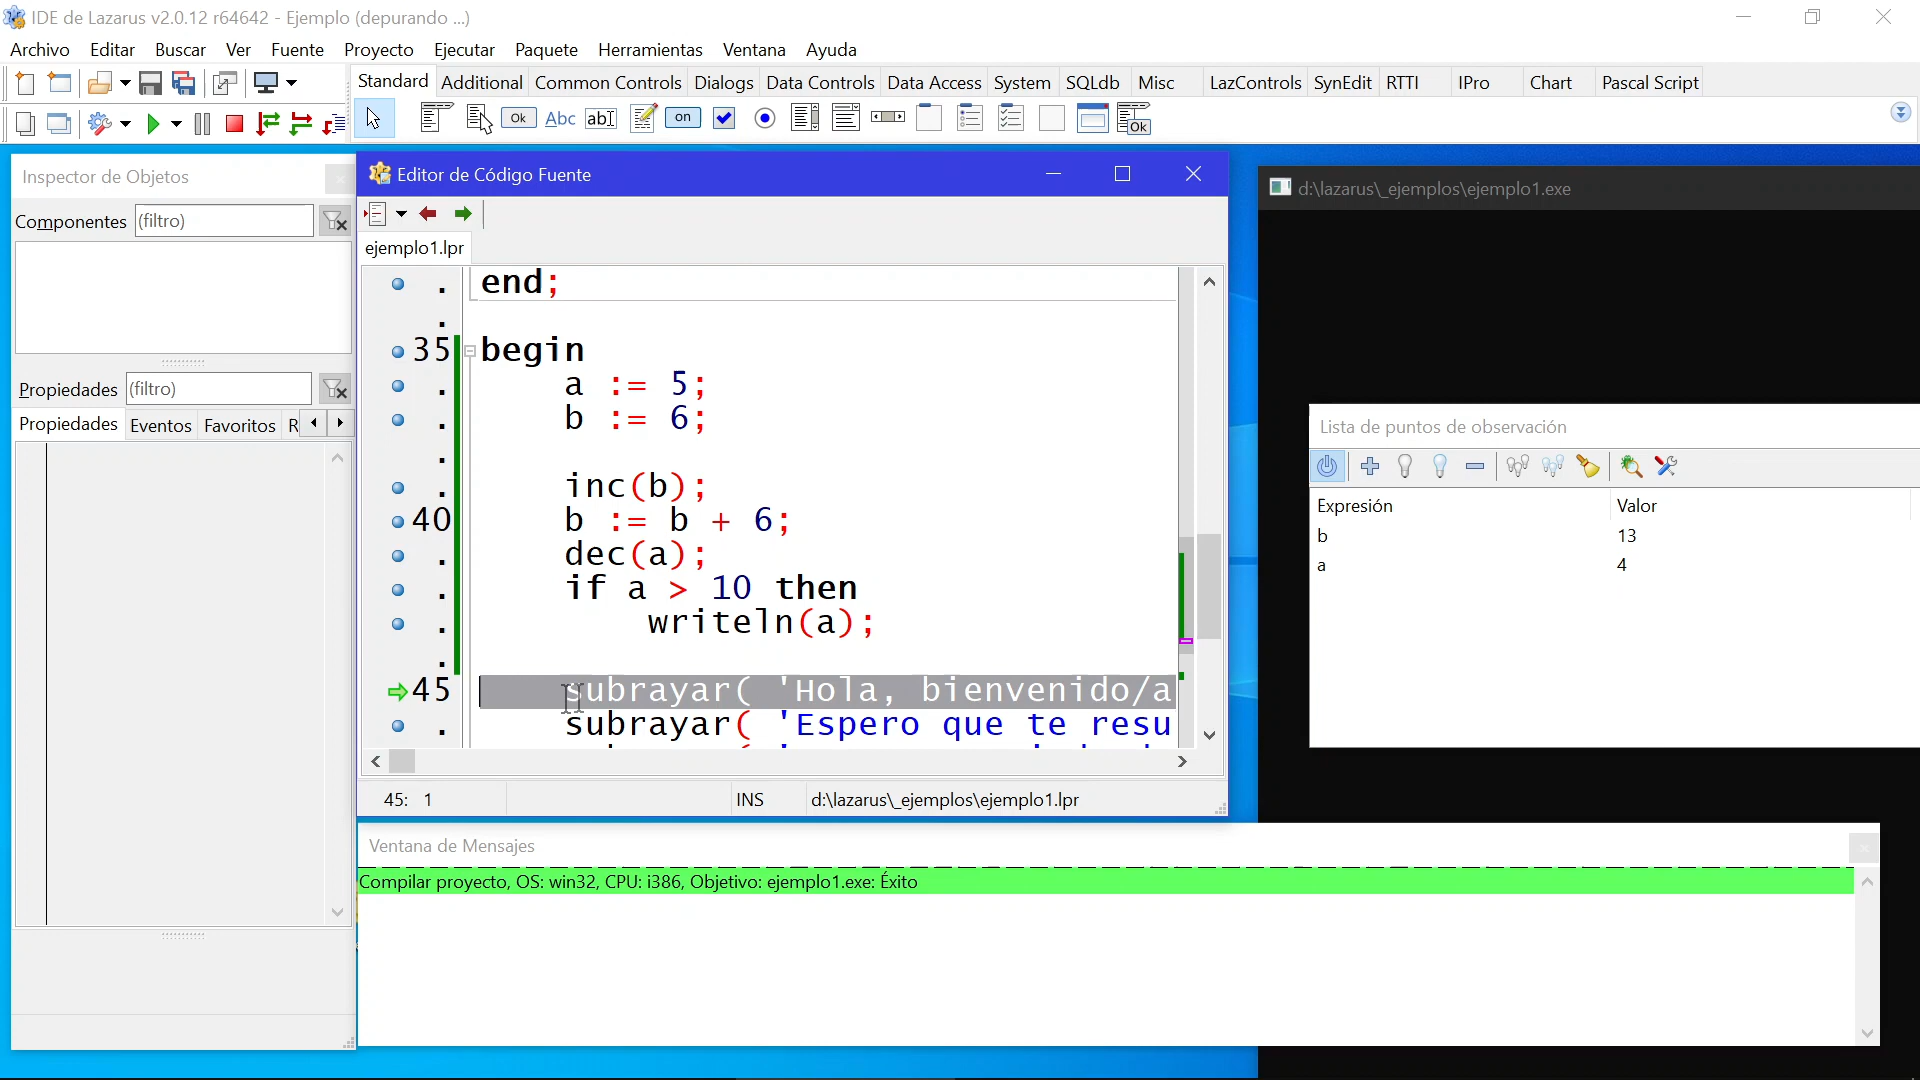 IDE de Lazarus v2.0.12 r64642 - Ejemplo (depurando ...)
Archivo Editar Buscar Ver Fuente Proyecto Ejecutar Paquete Herramientas Ventana Ayuda
Standard Additional Common Controls Dialogs Data Controls Data Access System SQLdb Misc LazControls SynEdit RTTI IPro Chart Pascal Script
Ok Abc ab on Ok
Inspector de Objetos
Componentes (filtro)
Propiedades (filtro)
Propiedades Eventos Favoritos R
Editor de Código Fuente
ejemplo1.lpr
. end;
.
35 begin
. a := 5;
. b := 6;
.
. inc(b);
40 b := b + 6;
. dec(a);
. if a > 10 then
. writeln(a);
.
45 subrayar( 'Hola, bienvenido/a
. subrayar( 'Espero que te resu
45: 1 INS d:\lazarus\_ejemplos\ejemplo1.lpr
d:\lazarus\_ejemplos\ejemplo1.exe
Lista de puntos de observación
Expresión Valor
b 13
a 4
Ventana de Mensajes
Compilar proyecto, OS: win32, CPU: i386, Objetivo: ejemplo1.exe: Éxito